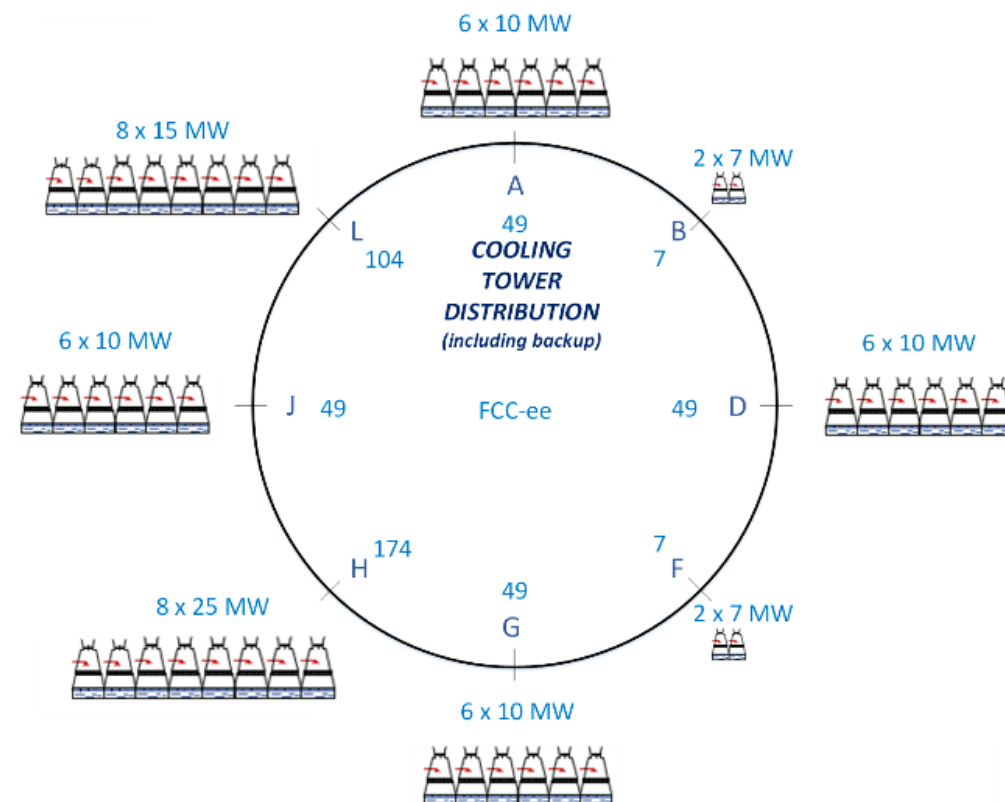 6 x 10 MW
8 x 15 MW
2 x 7 MW
A
L
49
B
104
COOLING
7
TOWER
DISTRIBUTION
(including backup)
6 x 10 MW
6 x 10 MW
J
49
FCC-ee
49
D
174
7
H
F
49
8 x 25 MW
2 x 7 MW
G
6 x 10 MW